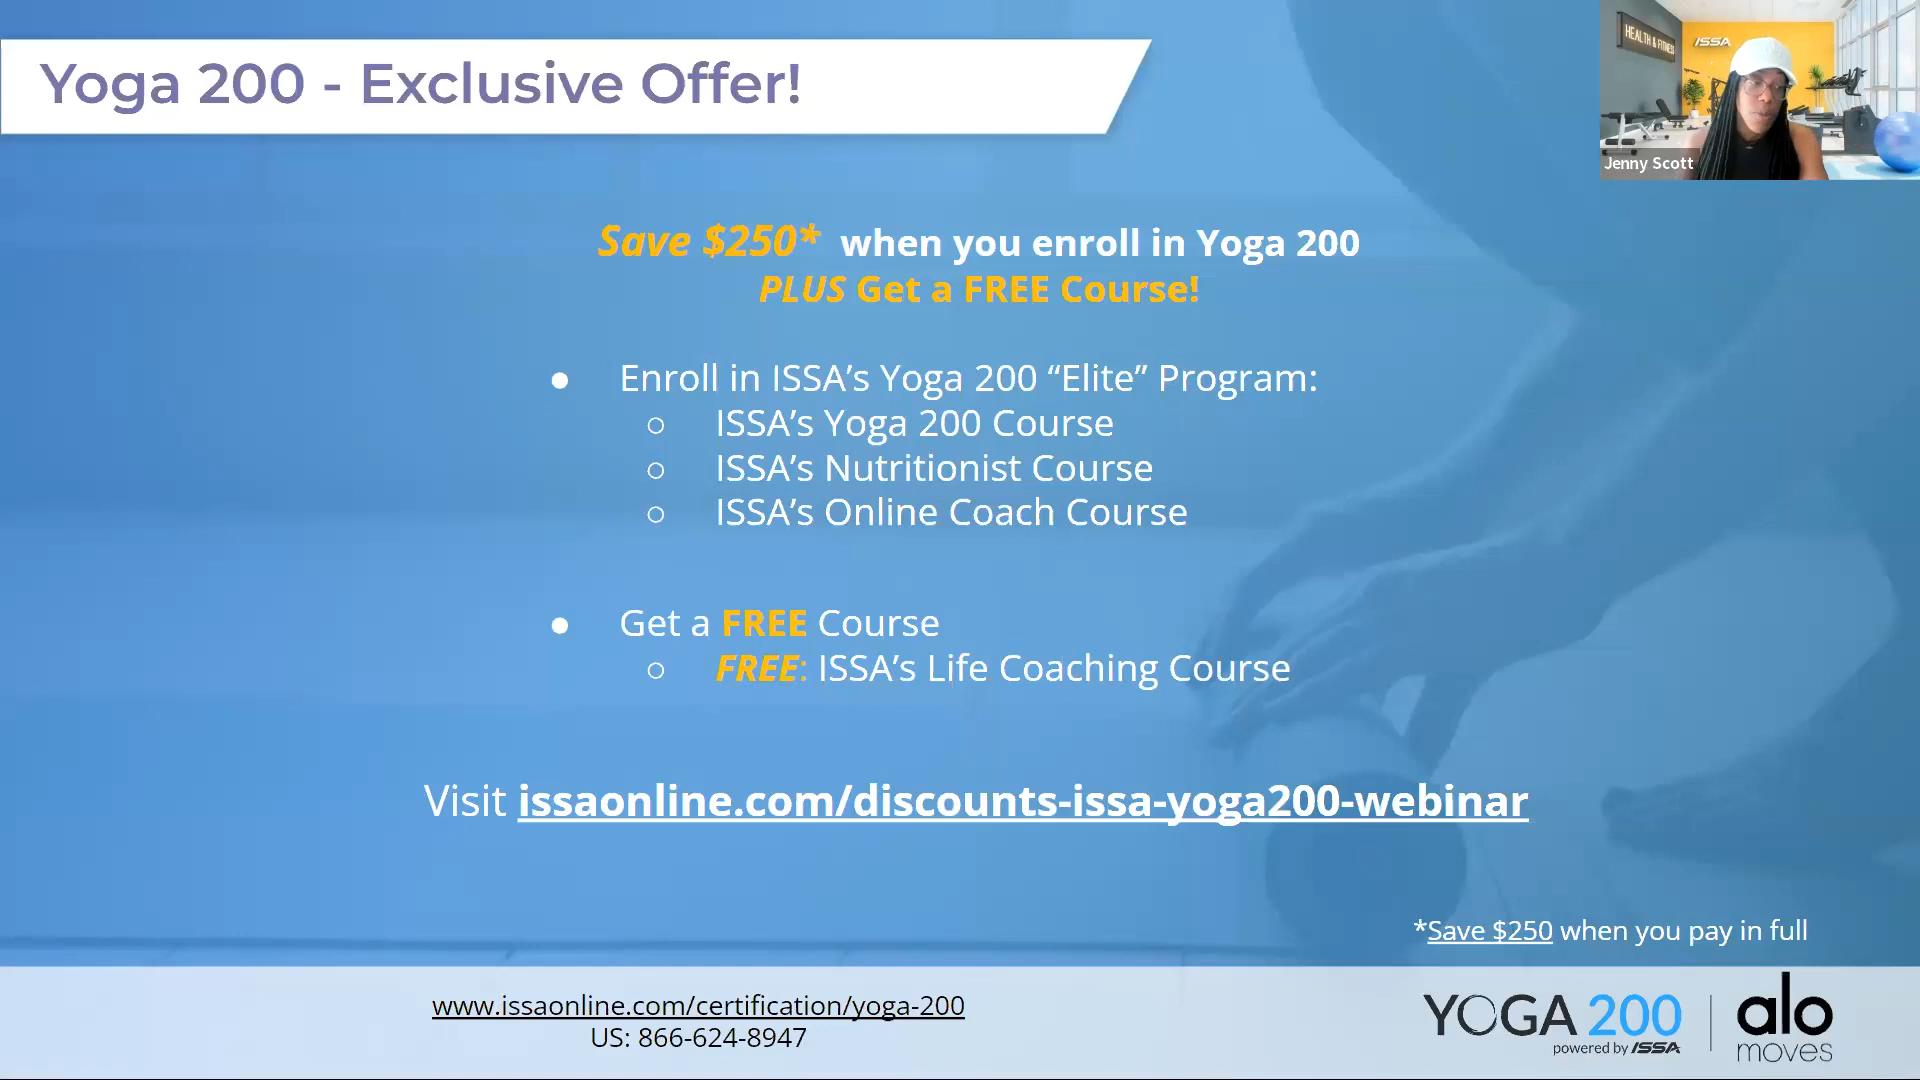 Yoga 200 - Exclusive Offer!
HEALTH & FITNESS
ISSA
Jenny Scott
Save $250* when you enroll in Yoga 200
PLUS Get a FREE Course!
● Enroll in ISSA’s Yoga 200 “Elite” Program:
○ ISSA’s Yoga 200 Course
○ ISSA’s Nutritionist Course
○ ISSA’s Online Coach Course
● Get a FREE Course
○ FREE: ISSA’s Life Coaching Course
Visit issaonline.com/discounts-issa-yoga200-webinar
*Save $250 when you pay in full
www.issaonline.com/certification/yoga-200
US: 866-624-8947
YOGA 200
powered by ISSA
alo
moves